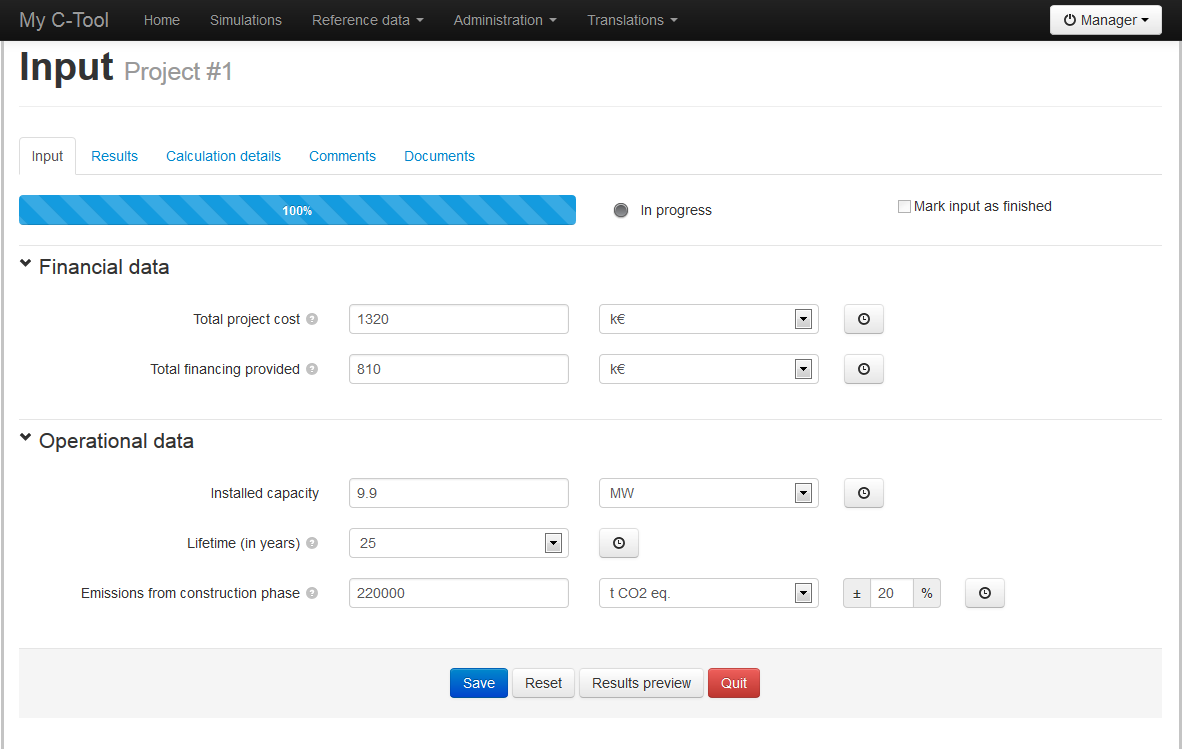 My C-Tool Home Simulations Reference data Administration Translations Manager
Input Project #1
Input Results Calculation details Comments Documents
100% In progress Mark input as finished
Financial data
Total project cost ? 1320 k€
Total financing provided ? 810 k€
Operational data
Installed capacity 9.9 MW
Lifetime (in years) ? 25
Emissions from construction phase ? 220000 t CO2 eq. ± 20 %
Save Reset Results preview Quit